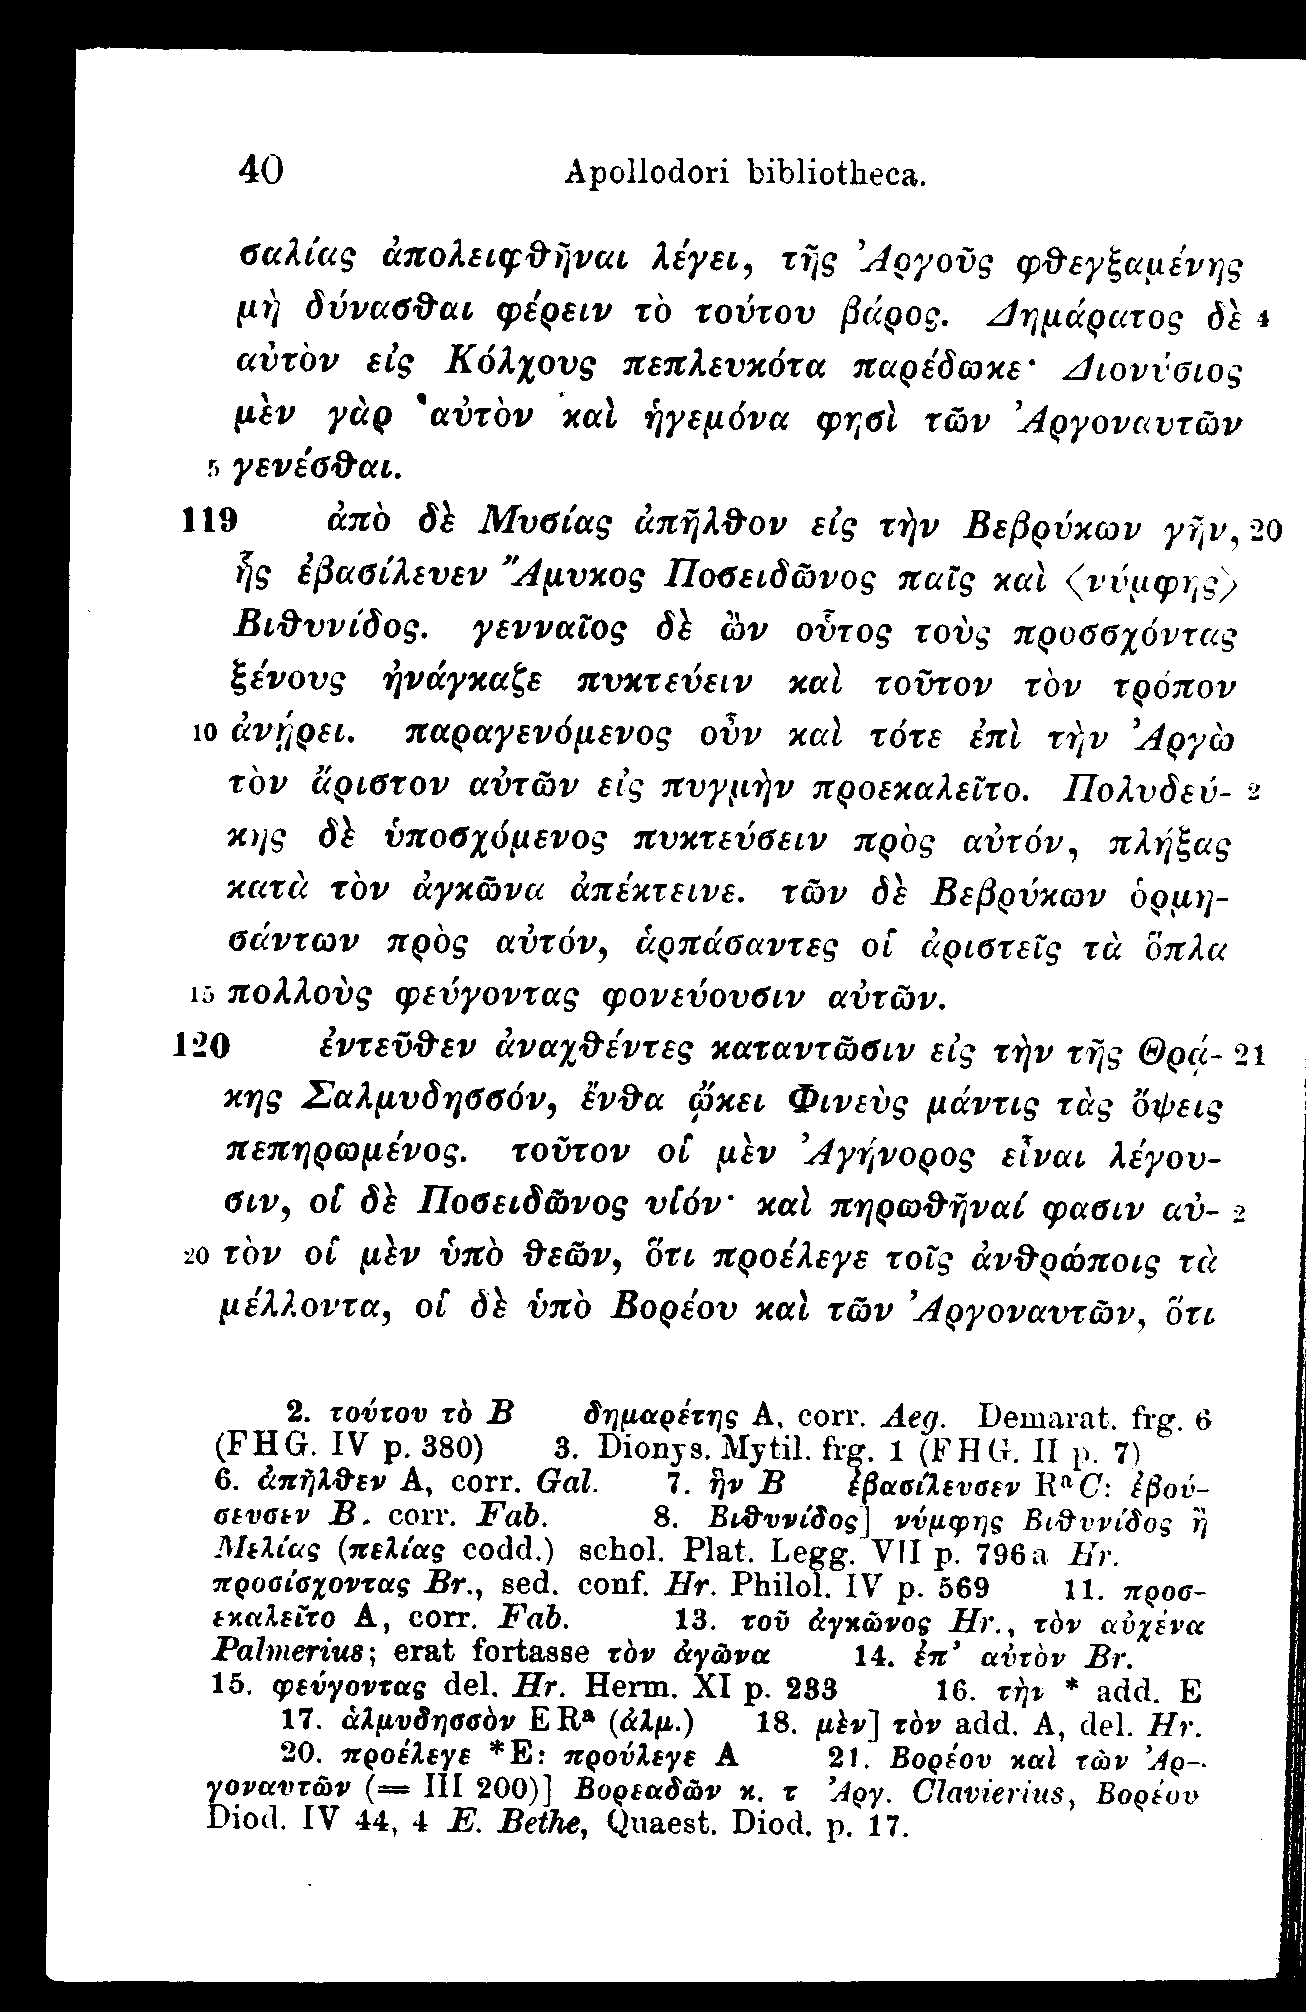 40 Apollodori bibliotheca.
σαλίας ἀπολειφθῆναι λέγει, τῆς Ἀργοῦς φθεγξαμένης
μὴ δύνασθαι φέρειν τὸ τούτου βάρος. Δημάρατος δὲ 4
αὐτὸν εἰς Κόλχους πεπλευκότα παρέδωκε· Διονύσιος
μὲν γὰρ αὐτὸν καὶ ἡγεμόνα φησὶ τῶν Ἀργοναυτῶν
5 γενέσθαι.
119 ἀπὸ δὲ Μυσίας ἀπῆλθον εἰς τὴν Βεβρύκων γῆν, 20
ἧς ἐβασίλευεν Ἄμυκος Ποσειδῶνος παῖς καὶ ⟨νύμφης⟩
Βιθυνίδος. γενναῖος δὲ ὢν οὗτος τοὺς προσσχόντας
ξένους ἠνάγκαζε πυκτεύειν καὶ τοῦτον τὸν τρόπον
10 ἀνῄρει. παραγενόμενος οὖν καὶ τότε ἐπὶ τὴν Ἀργὼ
τὸν ἄριστον αὐτῶν εἰς πυγμὴν προεκαλεῖτο. Πολυδεύ- 2
κης δὲ ὑποσχόμενος πυκτεύσειν πρὸς αὐτόν, πλήξας
κατὰ τὸν ἀγκῶνα ἀπέκτεινε. τῶν δὲ Βεβρύκων ὁρμη-
σάντων πρὸς αὐτόν, ἁρπάσαντες οἱ ἀριστεῖς τὰ ὅπλα
15 πολλοὺς φεύγοντας φονεύουσιν αὐτῶν.
120 ἐντεῦθεν ἀναχθέντες καταντῶσιν εἰς τὴν τῆς Θρᾴ- 21
κης Σαλμυδησσόν, ἔνθα ᾤκει Φινεὺς μάντις τὰς ὄψεις
πεπηρωμένος. τοῦτον οἱ μὲν Ἀγήνορος εἶναι λέγου-
σιν, οἱ δὲ Ποσειδῶνος υἱόν· καὶ πηρωθῆναί φασιν αὐ- 2
20 τὸν οἱ μὲν ὑπὸ θεῶν, ὅτι προέλεγε τοῖς ἀνθρώποις τὰ
μέλλοντα, οἱ δὲ ὑπὸ Βορέου καὶ τῶν Ἀργοναυτῶν, ὅτι
2. τούτου τὸ B δημαρέτης A, corr. Aeg. Demarat. frg. 6
(FHG. IV p. 380) 3. Dionys. Mytil. frg. 1 (FHG. II p. 7)
6. ἀπῆλθεν A, corr. Gal. 7. ἣν B ἐβασίλευσεν RᵃC: ἐβού-
σευσεν B. corr. Fab. 8. Βιθυνίδος] νύμφης Βιθυνίδος ἢ
Μελίας (πελίας codd.) schol. Plat. Legg. VII p. 796a Hr.
προσίσχοντας Br., sed. conf. Hr. Philol. IV p. 569 11. προσ-
εκαλεῖτο A, corr. Fab. 13. τοῦ ἀγκῶνος Hr., τὸν αὐχένα
Palmerius; erat fortasse τὸν ἀγῶνα 14. ἐπ’ αὐτὸν Br.
15. φεύγοντας del. Hr. Herm. XI p. 233 16. τὴν * add. E
17. ἁλμυδησσὸν ERᵃ (ἀλμ.) 18. μὲν] τὸν add. A, del. Hr.
20. προέλεγε *E: προύλεγε A 21. Βορέου καὶ τῶν Ἀρ-
γοναυτῶν (= III 200)] Βορεαδῶν κ. τ Ἀργ. Clavierius, Βορέου
Diod. IV 44, 4 E. Bethe, Quaest. Diod. p. 17.